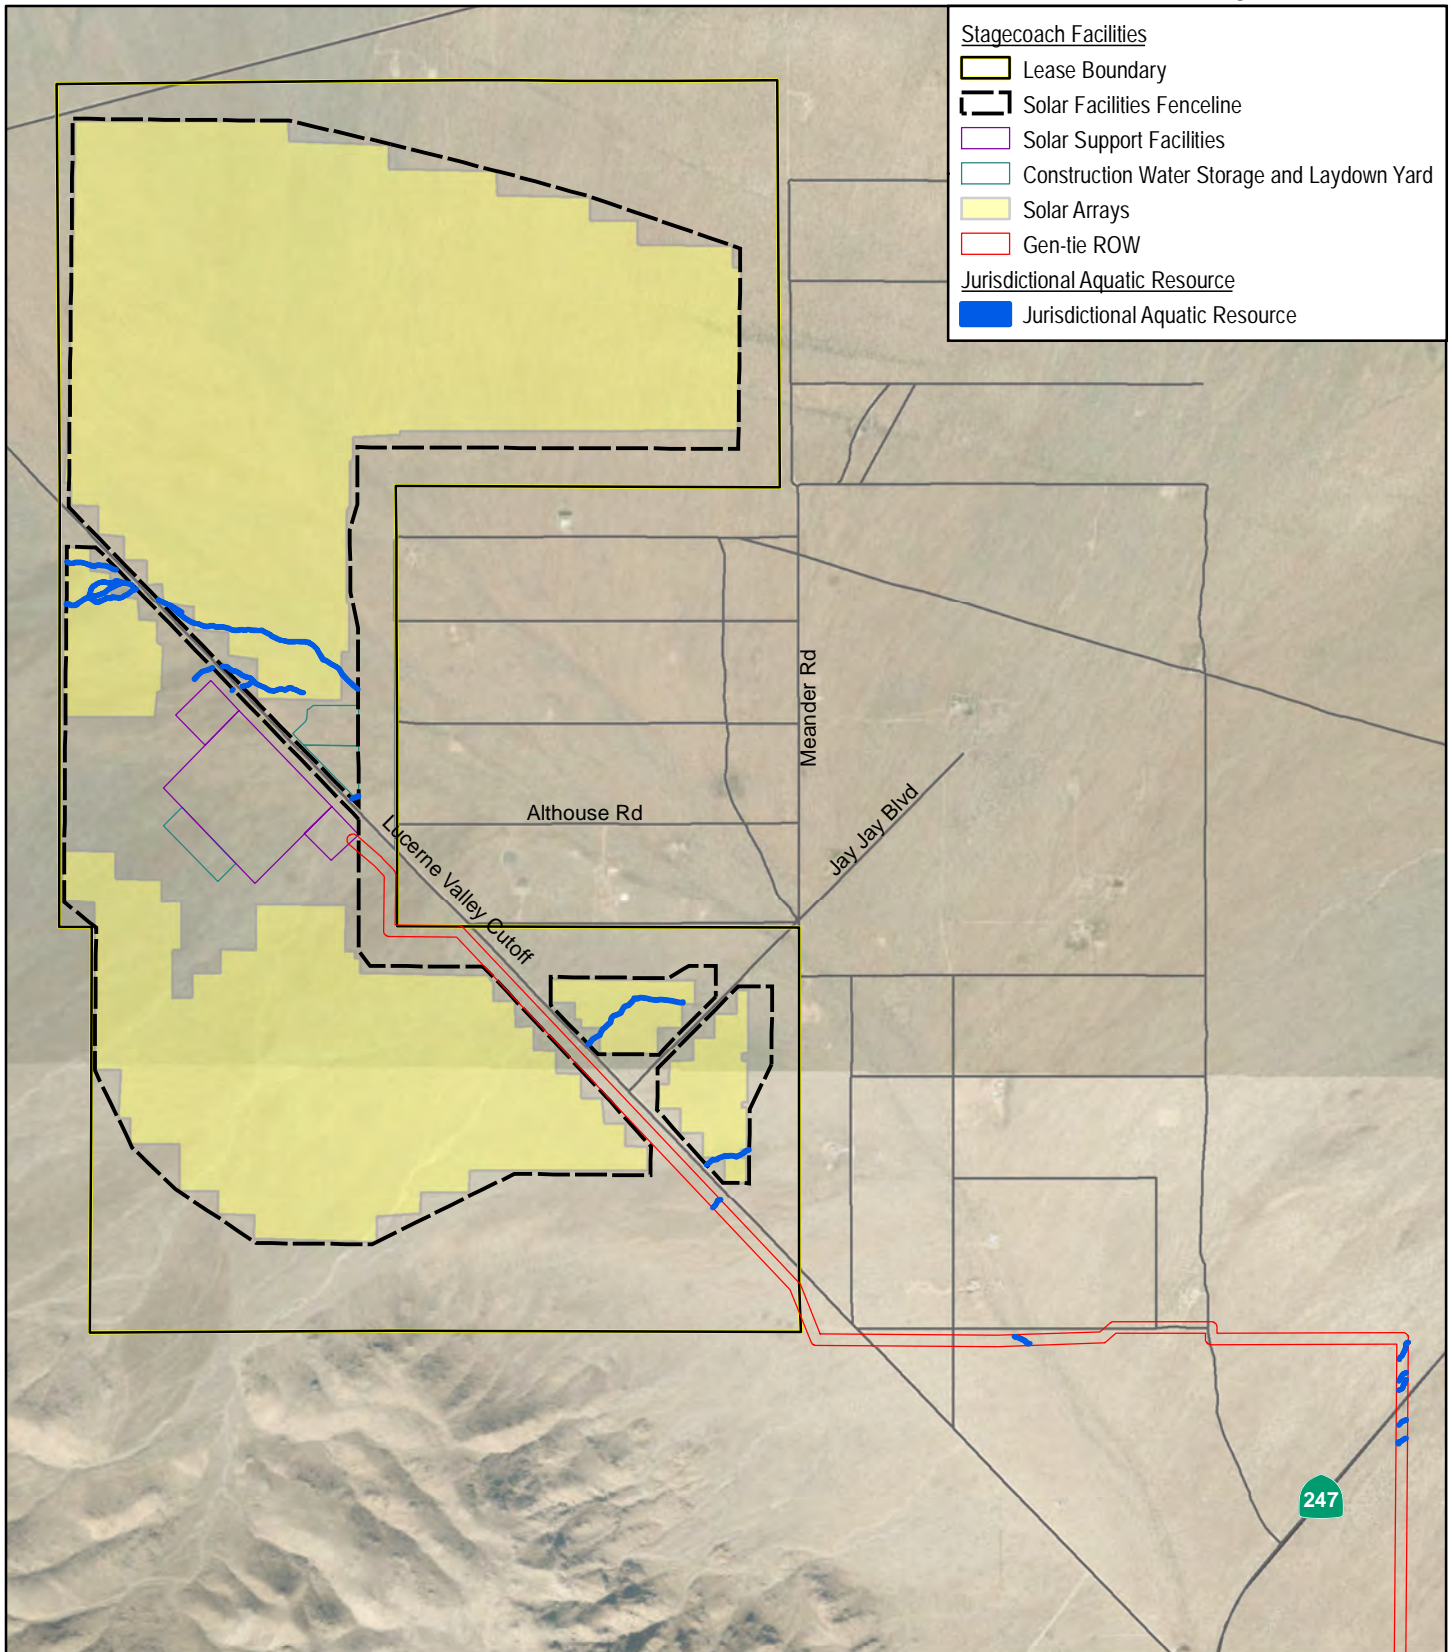 Stagecoach Facilities
Lease Boundary
Solar Facilities Fenceline
Solar Support Facilities
Construction Water Storage and Laydown Yard
Solar Arrays
Gen-tie ROW
Jurisdictional Aquatic Resource
Jurisdictional Aquatic Resource
Meander Rd
Althouse Rd
Jay Jay Blvd
Lucerne Valley Cutoff
247